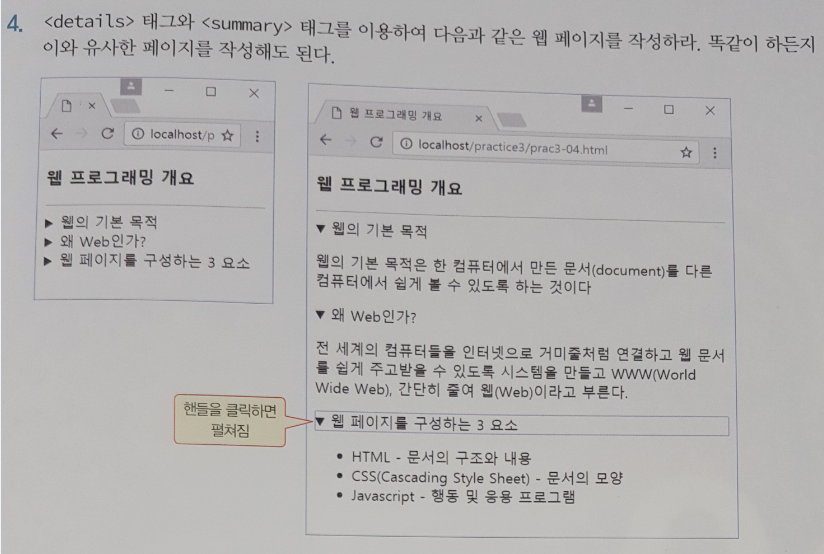 4. <details> 태그와 <summary> 태그를 이용하여 다음과 같은 웹 페이지를 작성하라. 똑같이 하든지
이와 유사한 페이지를 작성해도 된다.
localhost/p
웹 프로그래밍 개요
▶ 웹의 기본 목적
▶ 왜 Web인가?
▶ 웹 페이지를 구성하는 3 요소
웹 프로그래밍 개요
localhost/practice3/prac3-04.html
웹 프로그래밍 개요
▼ 웹의 기본 목적
웹의 기본 목적은 한 컴퓨터에서 만든 문서(document)를 다른
컴퓨터에서 쉽게 볼 수 있도록 하는 것이다
▼ 왜 Web인가?
전 세계의 컴퓨터들을 인터넷으로 거미줄처럼 연결하고 웹 문서
를 쉽게 주고받을 수 있도록 시스템을 만들고 WWW(World
Wide Web), 간단히 줄여 웹(Web)이라고 부른다.
핸들을 클릭하면
펼쳐짐
▼ 웹 페이지를 구성하는 3 요소
• HTML - 문서의 구조와 내용
• CSS(Cascading Style Sheet) - 문서의 모양
• Javascript - 행동 및 응용 프로그램